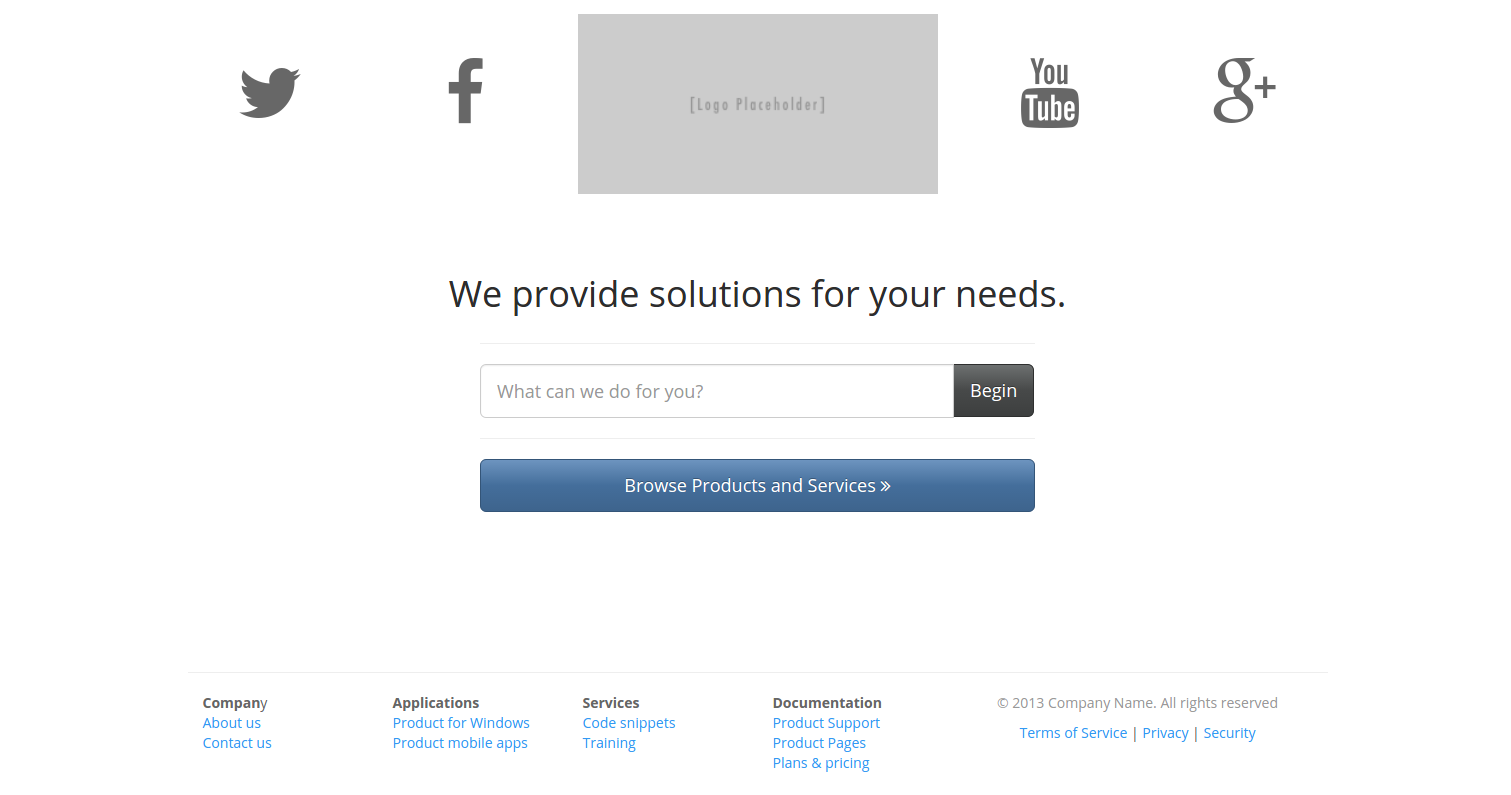 You
Tube
g+
[Logo Placeholder]
We provide solutions for your needs.
What can we do for you?
Begin
Browse Products and Services »
Company
About us
Contact us
Applications
Product for Windows
Product mobile apps
Services
Code snippets
Training
Documentation
Product Support
Product Pages
Plans & pricing
© 2013 Company Name. All rights reserved
Terms of Service | Privacy | Security